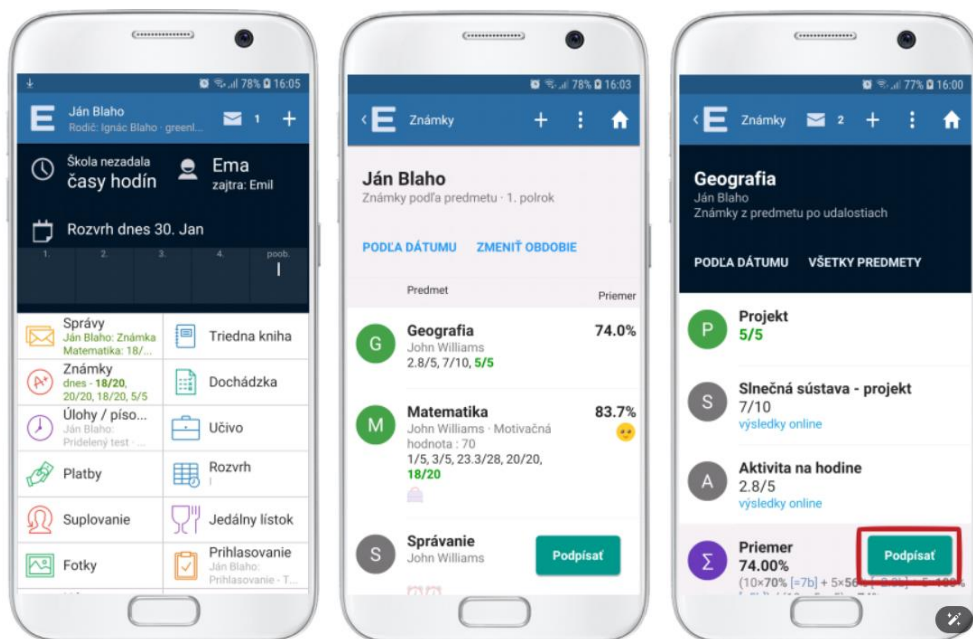 78% 16:05
E
Ján Blaho
Rodič: Ignác Blaho · greenl...
1 +
Škola nezadala
časy hodín
Ema
zajtra: Emil
Rozvrh dnes 30. Jan
1. 2. 3. 4. poob.
Správy
Ján Blaho: Známka
Matematika: 18/...
Triedna kniha
Známky
dnes - 18/20,
20/20, 18/20, 5/5
Dochádzka
Úlohy / píso...
Ján Blaho:
Pridelený test · ...
Učivo
Platby
Rozvrh
Suplovanie
Jedálny lístok
Fotky
Prihlasovanie
Ján Blaho:
Prihlasovanie - T...
78% 16:03
E Známky +
Ján Blaho
Známky podľa predmetu · 1. polrok
PODĽA DÁTUMU ZMENIŤ OBDOBIE
Predmet Priemer
G
Geografia 74.0%
John Williams
2.8/5, 7/10, 5/5
M
Matematika 83.7%
John Williams · Motivačná
hodnota : 70
1/5, 3/5, 23.3/28, 20/20,
18/20
S
Správanie
John Williams
Podpísať
77% 16:00
E Známky 2 +
Geografia
Ján Blaho
Známky z predmetu po udalostiach
PODĽA DÁTUMU VŠETKY PREDMETY
P
Projekt
5/5
S
Slnečná sústava - projekt
7/10
výsledky online
A
Aktivita na hodine
2.8/5
výsledky online
Σ
Priemer
74.00%
Podpísať
(10×70% [=7b] + 5×56%